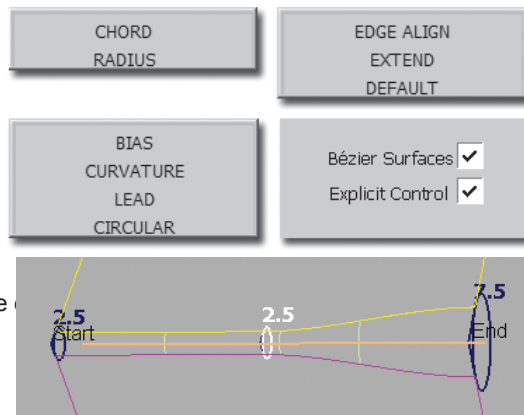 CHORD
RADIUS
EDGE ALIGN
EXTEND
DEFAULT
BIAS
CURVATURE
LEAD
CIRCULAR
Bézier Surfaces
Explicit Control
e
2.5
Start
2.5
7.5
End